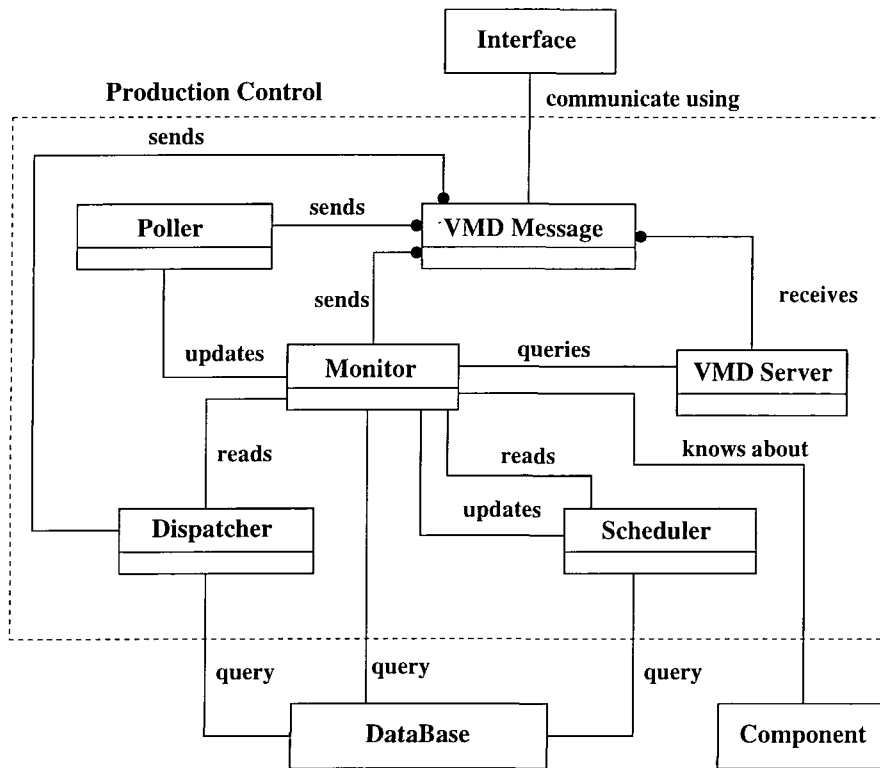 Interface
Production Control
communicate using
sends
Poller
sends
VMD Message
sends
receives
updates
Monitor
queries
VMD Server
reads
reads
knows about
updates
Dispatcher
Scheduler
query
query
query
DataBase
Component